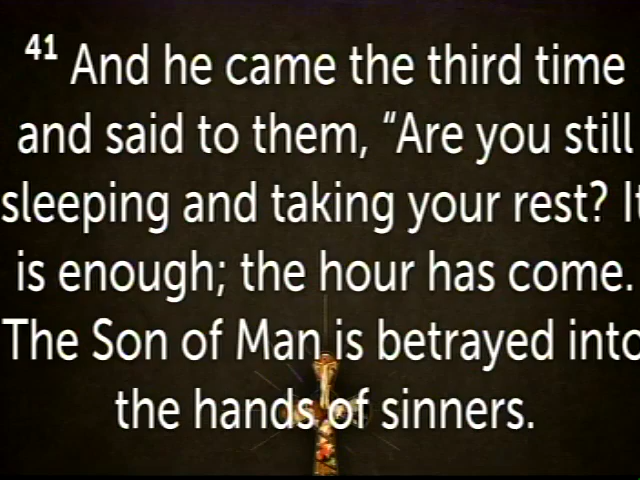 41 And he came the third time
and said to them, “Are you still
sleeping and taking your rest? It
is enough; the hour has come.
The Son of Man is betrayed into
the hands of sinners.